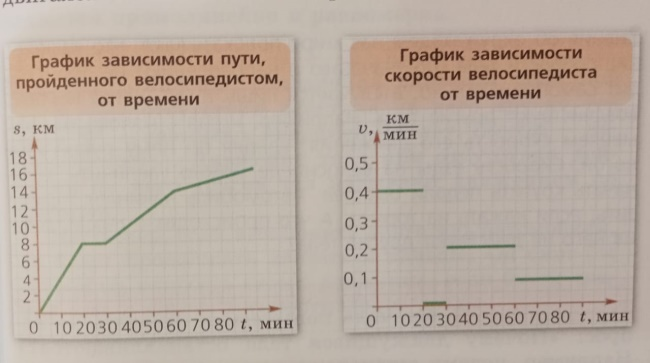 График зависимости пути,
пройденного велосипедистом,
от времени
s, км
18
16
14
12
10
8
6
4
2
0 10 20 30 40 50 60 70 80 t, мин
График зависимости
скорости велосипедиста
от времени
υ, км/мин
0,5
0,4
0,3
0,2
0,1
0 10 20 30 40 50 60 70 80 t, мин